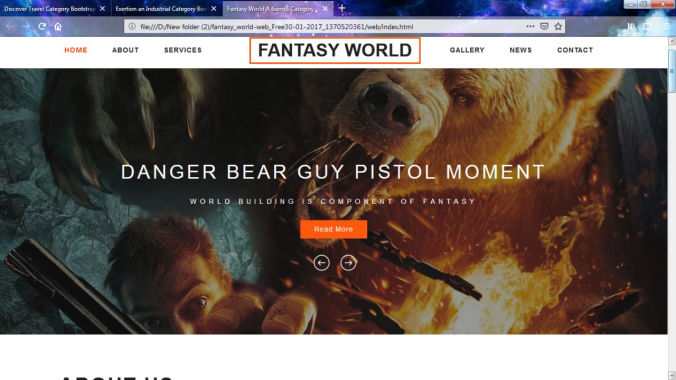 Discover Travel Category Bootstrap
Exertion an Industrial Category Boo
Fantasy World A Games Category
file:///D:/New folder (2)/fantasy_world-web_Free30-01-2017_1370520361/web/index.html
HOME
ABOUT
SERVICES
FANTASY WORLD
GALLERY
NEWS
CONTACT
DANGER BEAR GUY PISTOL MOMENT
WORLD BUILDING IS COMPONENT OF FANTASY
Read More
ABOUT US